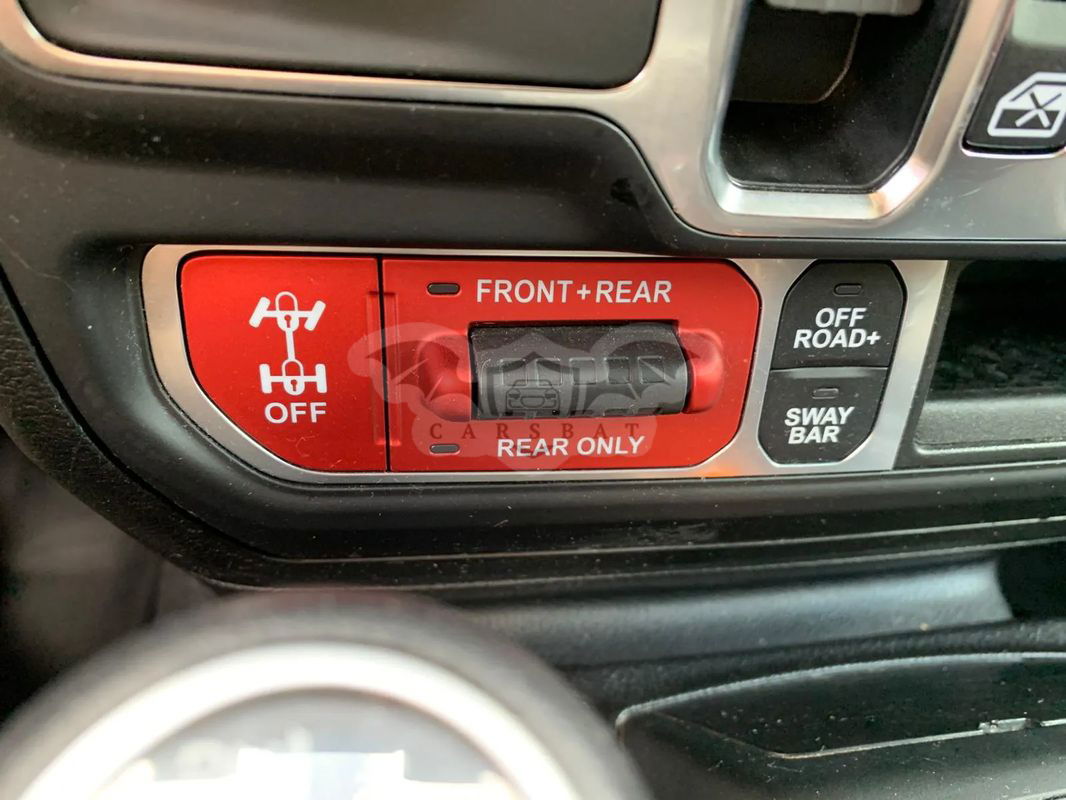 FRONT+REAR
OFF
REAR ONLY
OFF
ROAD+
SWAY
BAR
CARSBAT